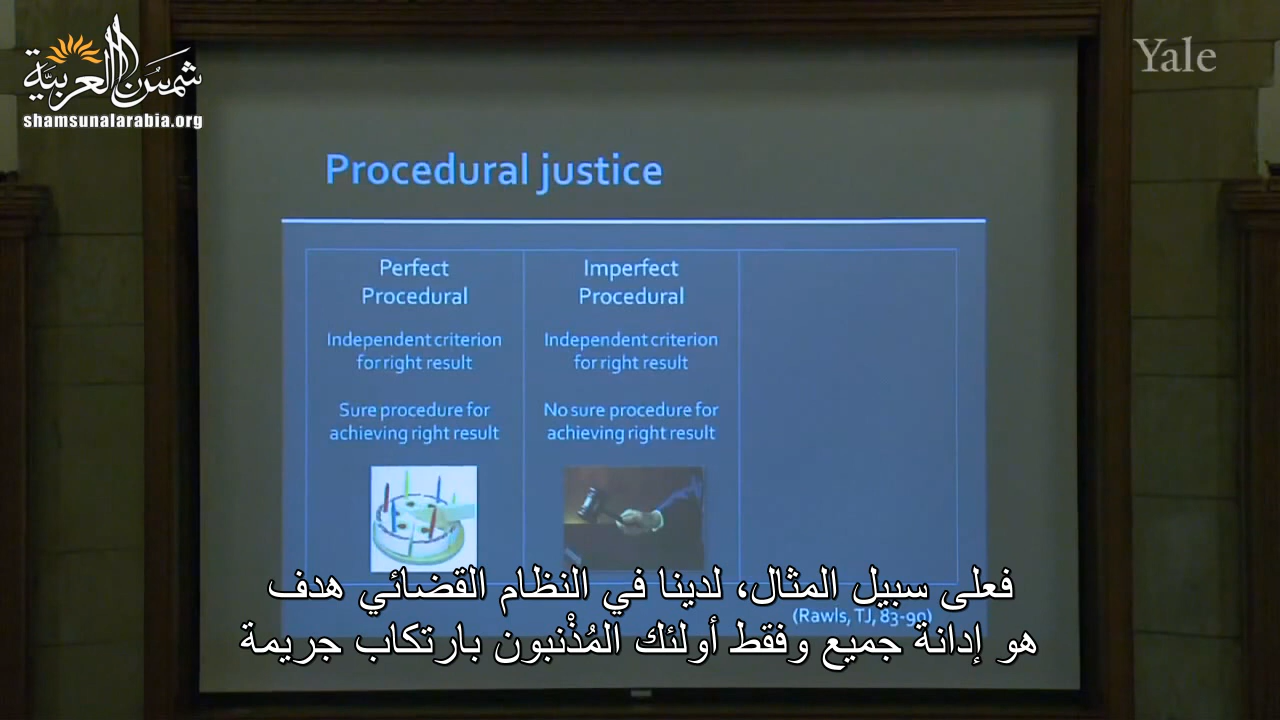 شمس العربية
shamsunalarabia.org
Yale
Procedural justice
Perfect
Procedural
Independent criterion
for right result
Sure procedure for
achieving right result
Imperfect
Procedural
Independent criterion
for right result
No sure procedure for
achieving right result
(Rawls, TJ, 83-90)
فعلى سبيل المثال، لدينا في النظام القضائي هدف
هو إدانة جميع وفقط أولئك المُذْنبون بارتكاب جريمة